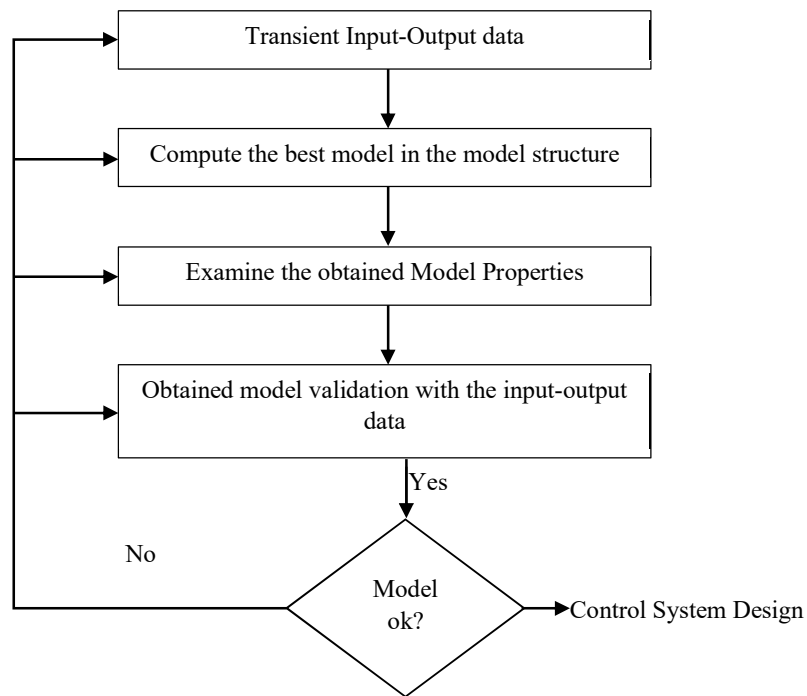 Transient Input-Output data
Compute the best model in the model structure
Examine the obtained Model Properties
Obtained model validation with the input-output
data
Yes
No
Model
ok?
Control System Design